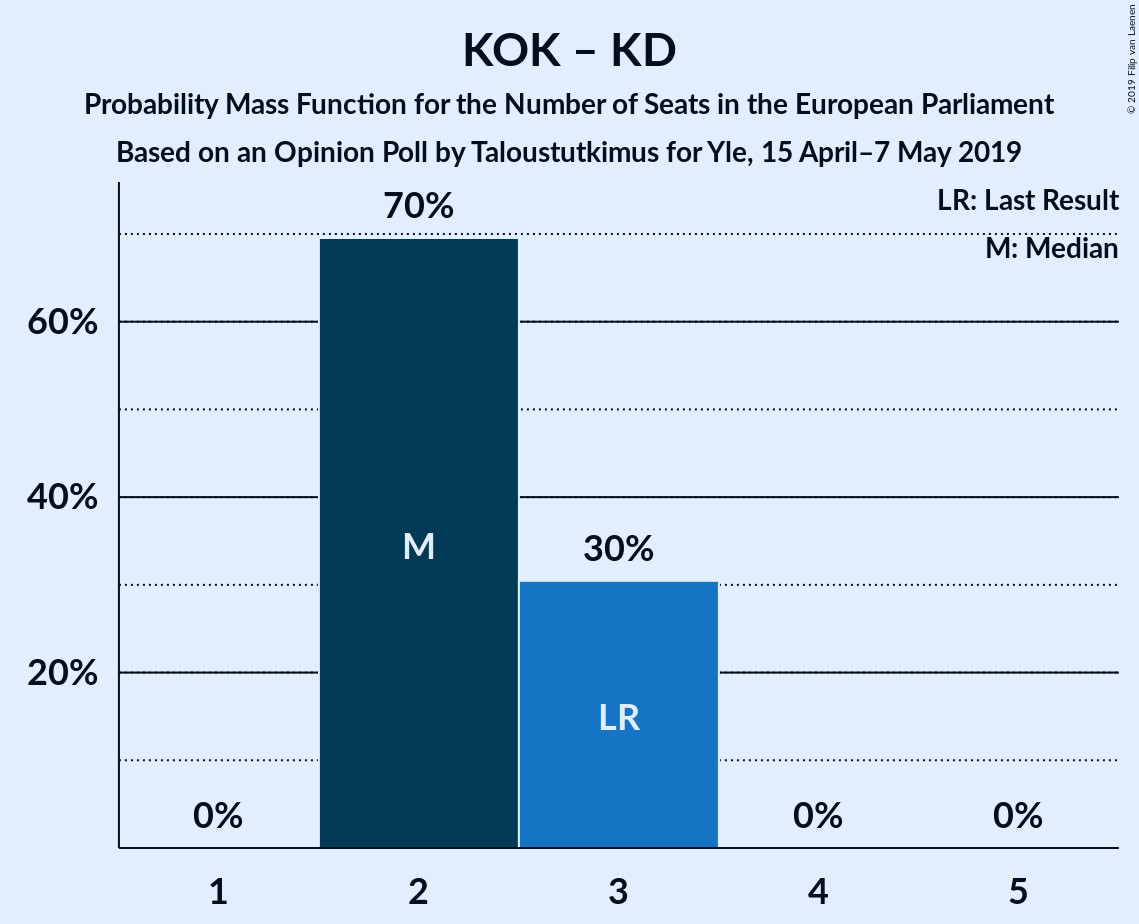 KOK – KD
Probability Mass Function for the Number of Seats in the European Parliament
Based on an Opinion Poll by Taloustutkimus for Yle, 15 April–7 May 2019
© 2019 Filip van Laenen
LR: Last Result
M: Median
70%
60%
40%
M
30%
20%
LR
0%
0%
0%
1
2
3
4
5